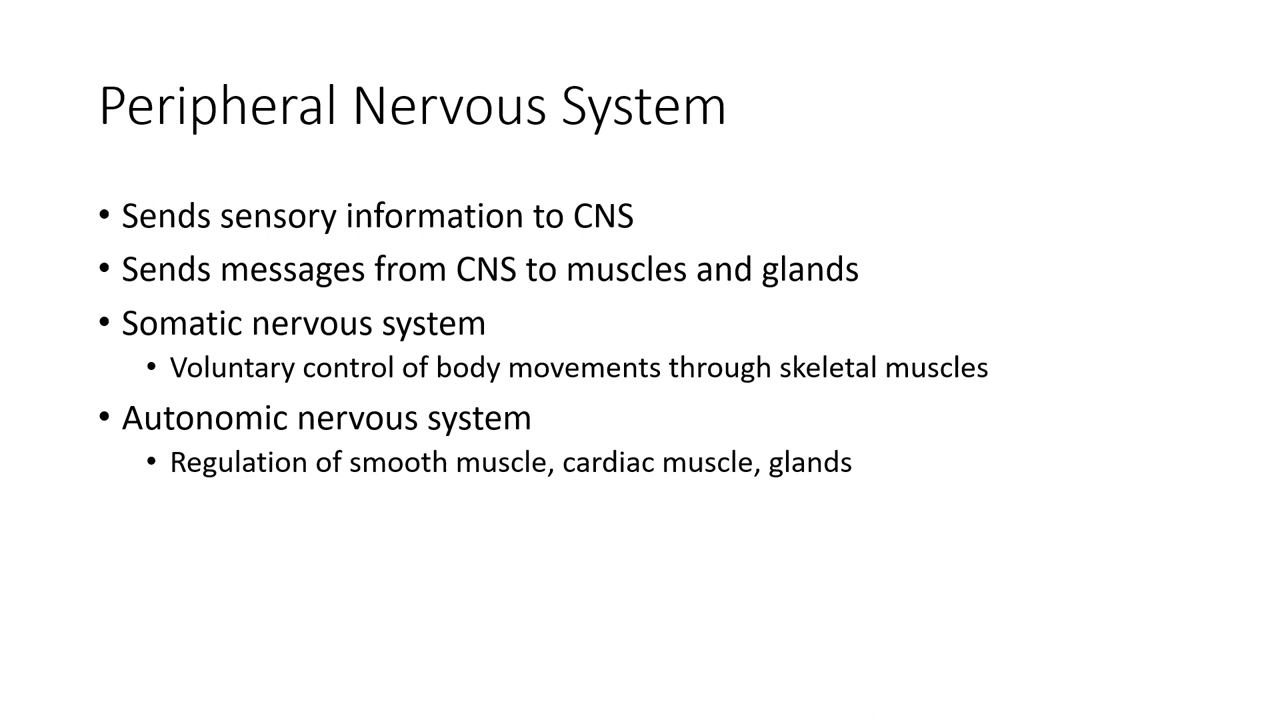 Peripheral Nervous System
• Sends sensory information to CNS
• Sends messages from CNS to muscles and glands
• Somatic nervous system
• Voluntary control of body movements through skeletal muscles
• Autonomic nervous system
• Regulation of smooth muscle, cardiac muscle, glands